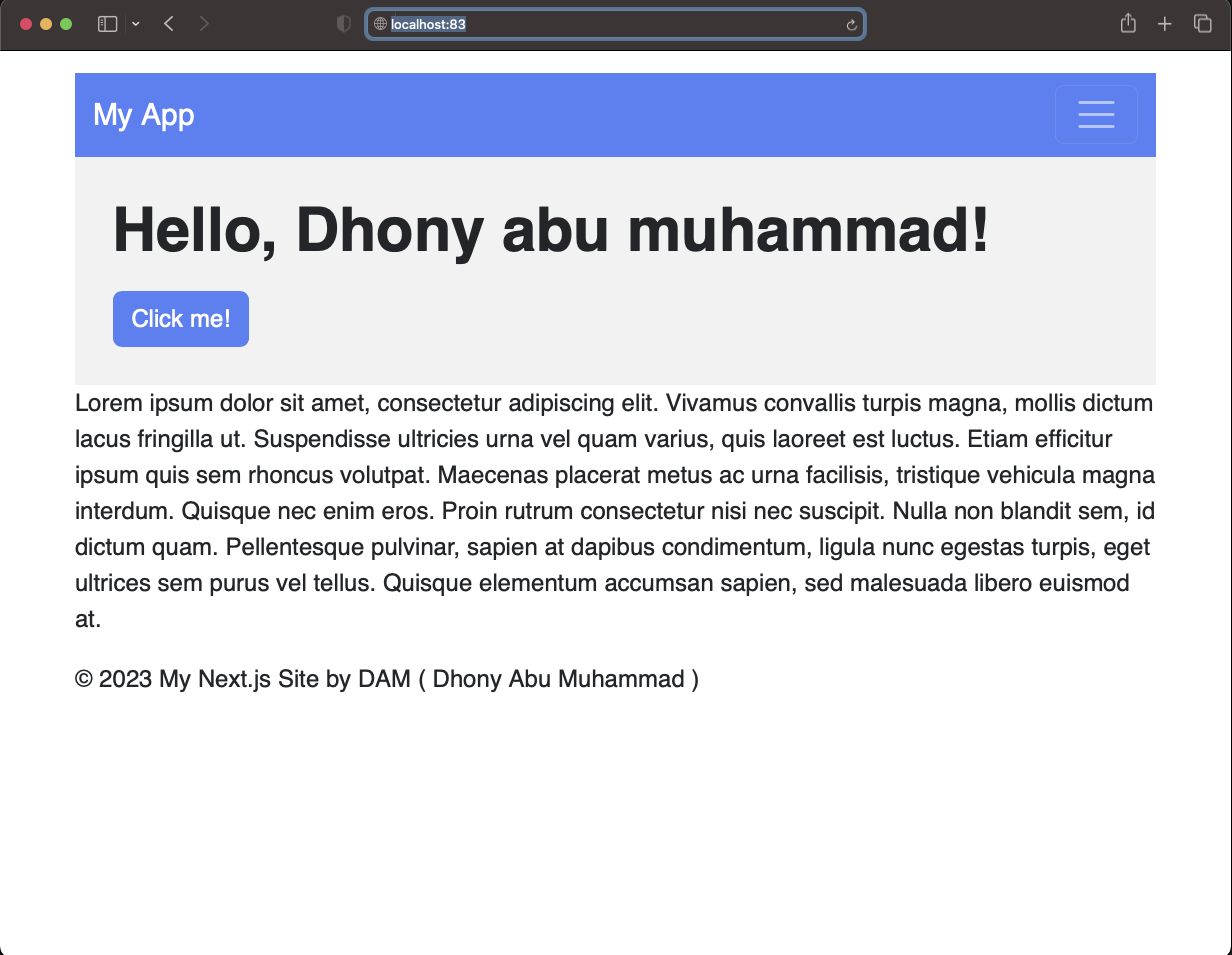 localhost:83
My App
Hello, Dhony abu muhammad!
Click me!
Lorem ipsum dolor sit amet, consectetur adipiscing elit. Vivamus convallis turpis magna, mollis dictum
lacus fringilla ut. Suspendisse ultricies urna vel quam varius, quis laoreet est luctus. Etiam efficitur
ipsum quis sem rhoncus volutpat. Maecenas placerat metus ac urna facilisis, tristique vehicula magna
interdum. Quisque nec enim eros. Proin rutrum consectetur nisi nec suscipit. Nulla non blandit sem, id
dictum quam. Pellentesque pulvinar, sapien at dapibus condimentum, ligula nunc egestas turpis, eget
ultrices sem purus vel tellus. Quisque elementum accumsan sapien, sed malesuada libero euismod
at.
© 2023 My Next.js Site by DAM ( Dhony Abu Muhammad )